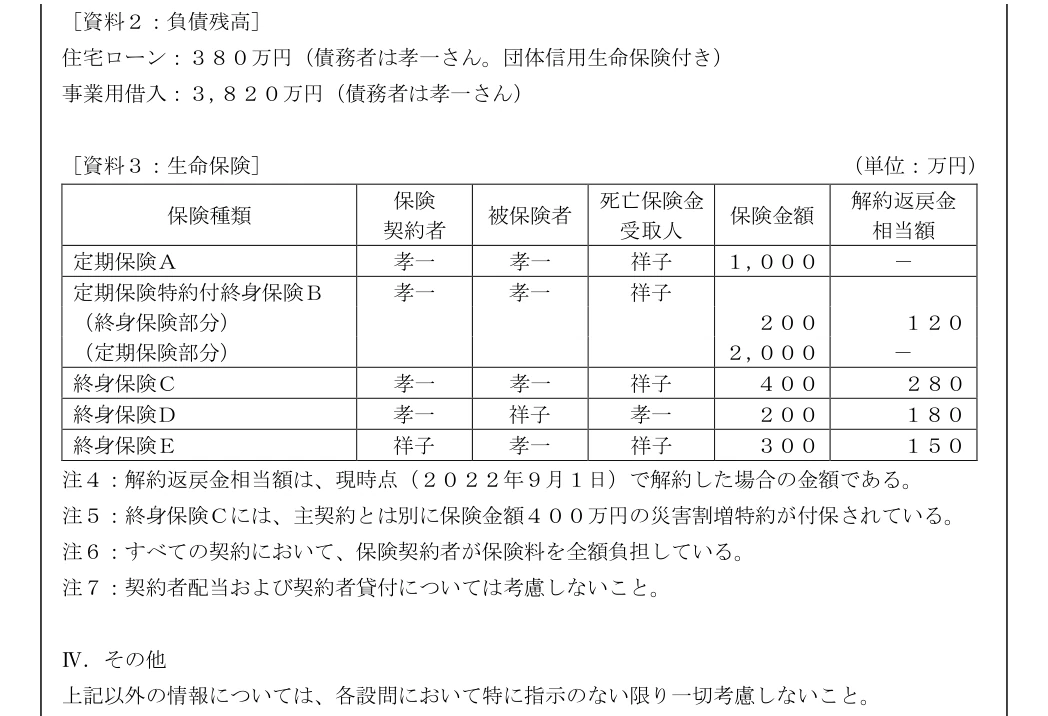 ［資料２：負債残高］
住宅ローン：３８０万円（債務者は孝一さん。団体信用生命保険付き）
事業用借入：３，８２０万円（債務者は孝一さん）
［資料３：生命保険］ （単位：万円）
保険種類 保険契約者 被保険者 死亡保険金受取人 保険金額 解約返戻金相当額
定期保険Ａ 孝一 孝一 祥子 １，０００ －
定期保険特約付終身保険Ｂ 孝一 孝一 祥子
（終身保険部分） ２００ １２０
（定期保険部分） ２，０００ －
終身保険Ｃ 孝一 孝一 祥子 ４００ ２８０
終身保険Ｄ 孝一 祥子 孝一 ２００ １８０
終身保険Ｅ 祥子 孝一 祥子 ３００ １５０
注４：解約返戻金相当額は、現時点（２０２２年９月１日）で解約した場合の金額である。
注５：終身保険Ｃには、主契約とは別に保険金額４００万円の災害割増特約が付保されている。
注６：すべての契約において、保険契約者が保険料を全額負担している。
注７：契約者配当および契約者貸付については考慮しないこと。
Ⅳ．その他
上記以外の情報については、各設問において特に指示のない限り一切考慮しないこと。